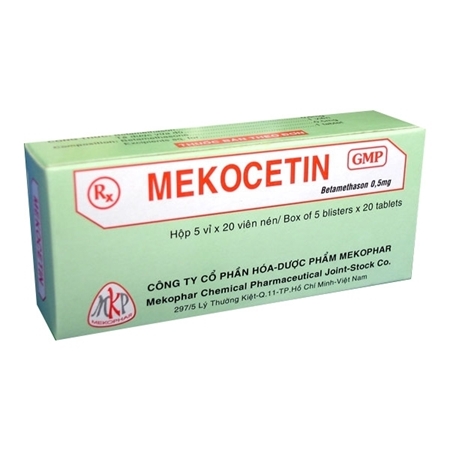 THUỐC BÁN THEO ĐƠN
Rx
MEKOCETIN
GMP
Betamethason 0,5mg
Hộp 5 vỉ x 20 viên nén/ Box of 5 blisters x 20 tablets
CÔNG TY CỔ PHẦN HÓA-DƯỢC PHẨM MEKOPHAR
Mekophar Chemical Pharmaceutical Joint-Stock Co.
297/5 Lý Thường Kiệt-Q.11-TP.Hồ Chí Minh-Việt Nam
MKP
MEKOPHAR
MEKOCETIN